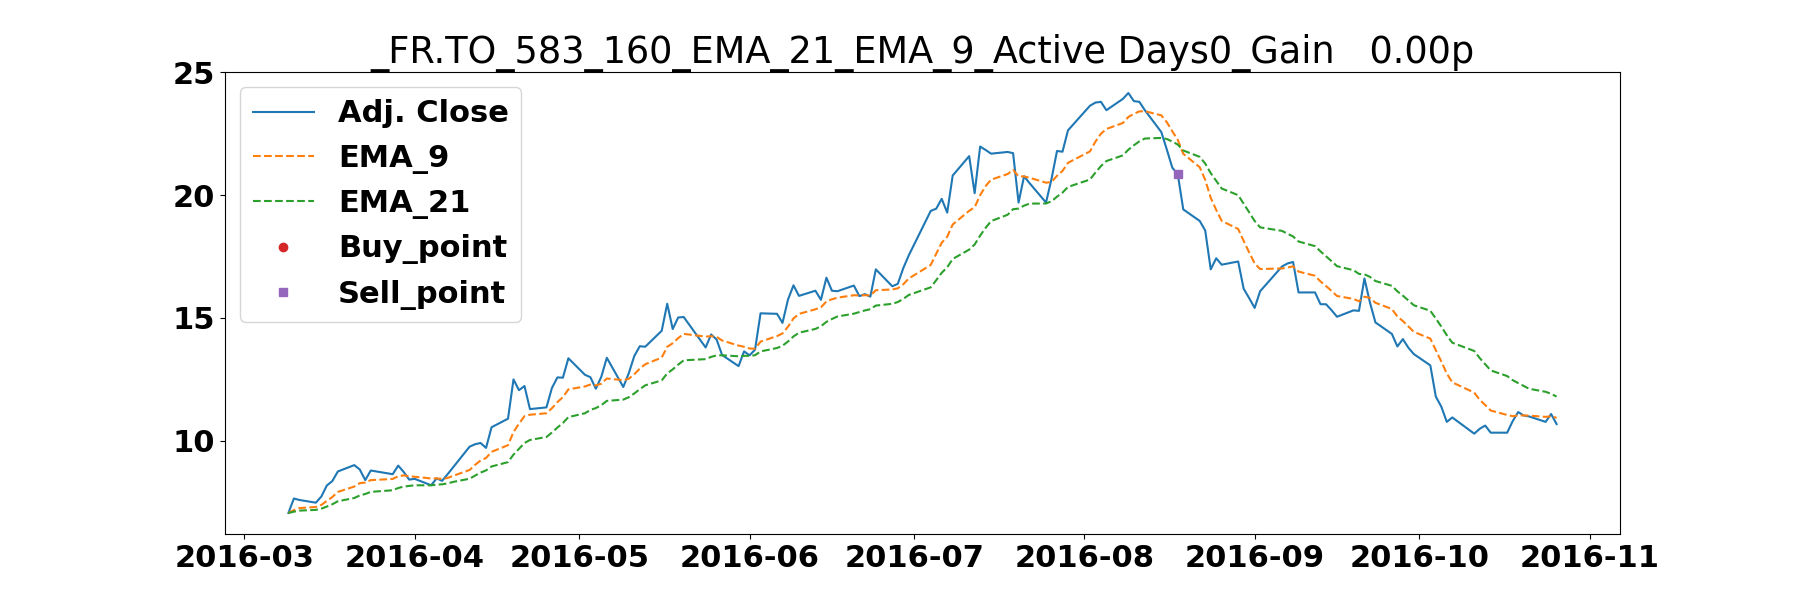 _FR.TO_583_160_EMA_21_EMA_9_Active Days0_Gain   0.00p
25
20
15
10
Adj. Close
EMA_9
EMA_21
Buy_point
Sell_point
2016-03 2016-04 2016-05 2016-06 2016-07 2016-08 2016-09 2016-10 2016-11